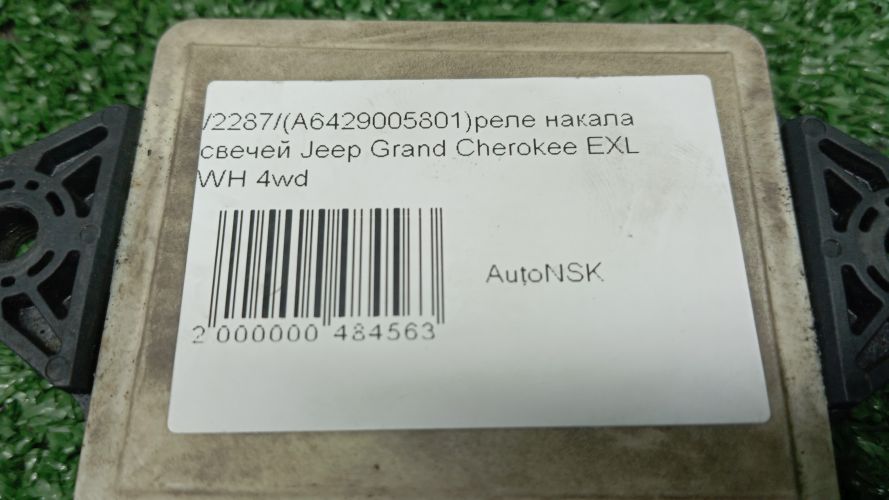 /2287/(A6429005801)реле накала
свечей Jeep Grand Cherokee EXL
WH 4wd
AutoNSK
2 000000 484563